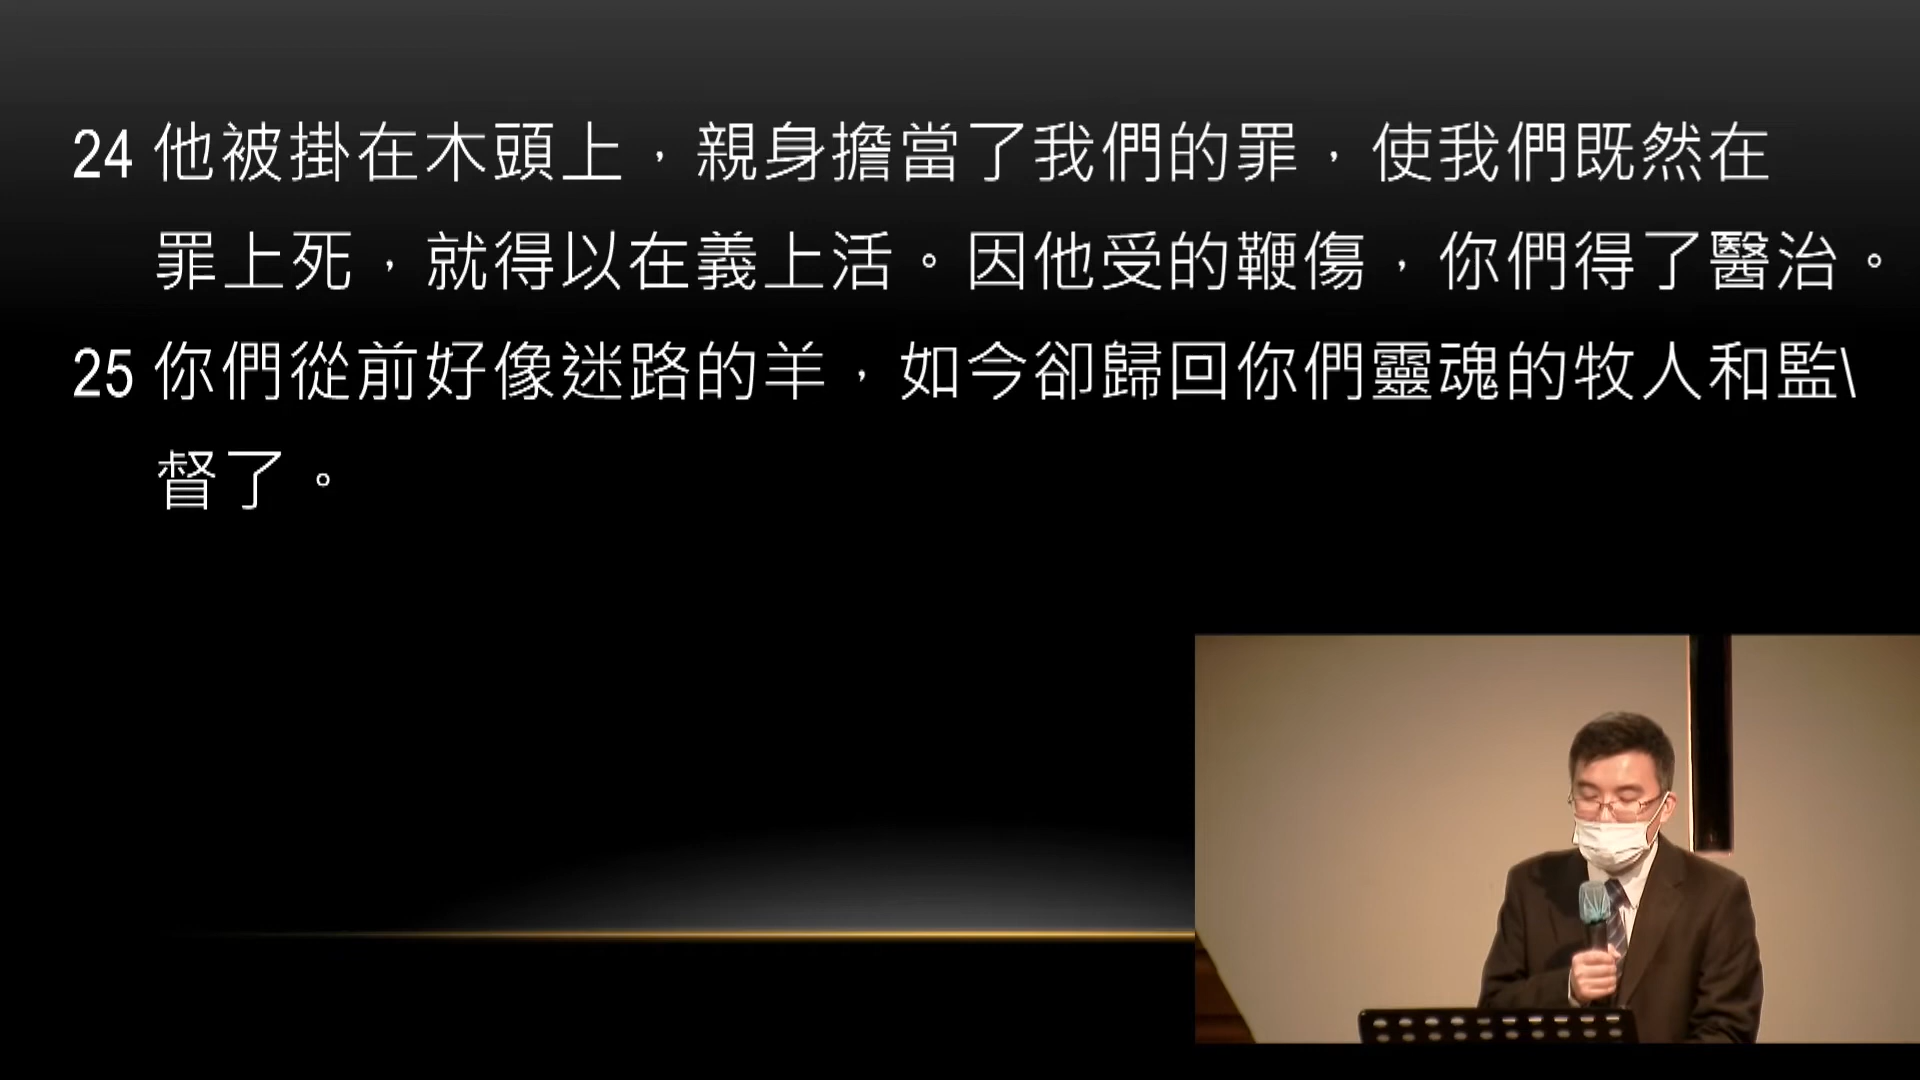 24 他被掛在木頭上，親身擔當了我們的罪，使我們既然在
罪上死，就得以在義上活。因他受的鞭傷，你們得了醫治。
25 你們從前好像迷路的羊，如今卻歸回你們靈魂的牧人和監\
督了。